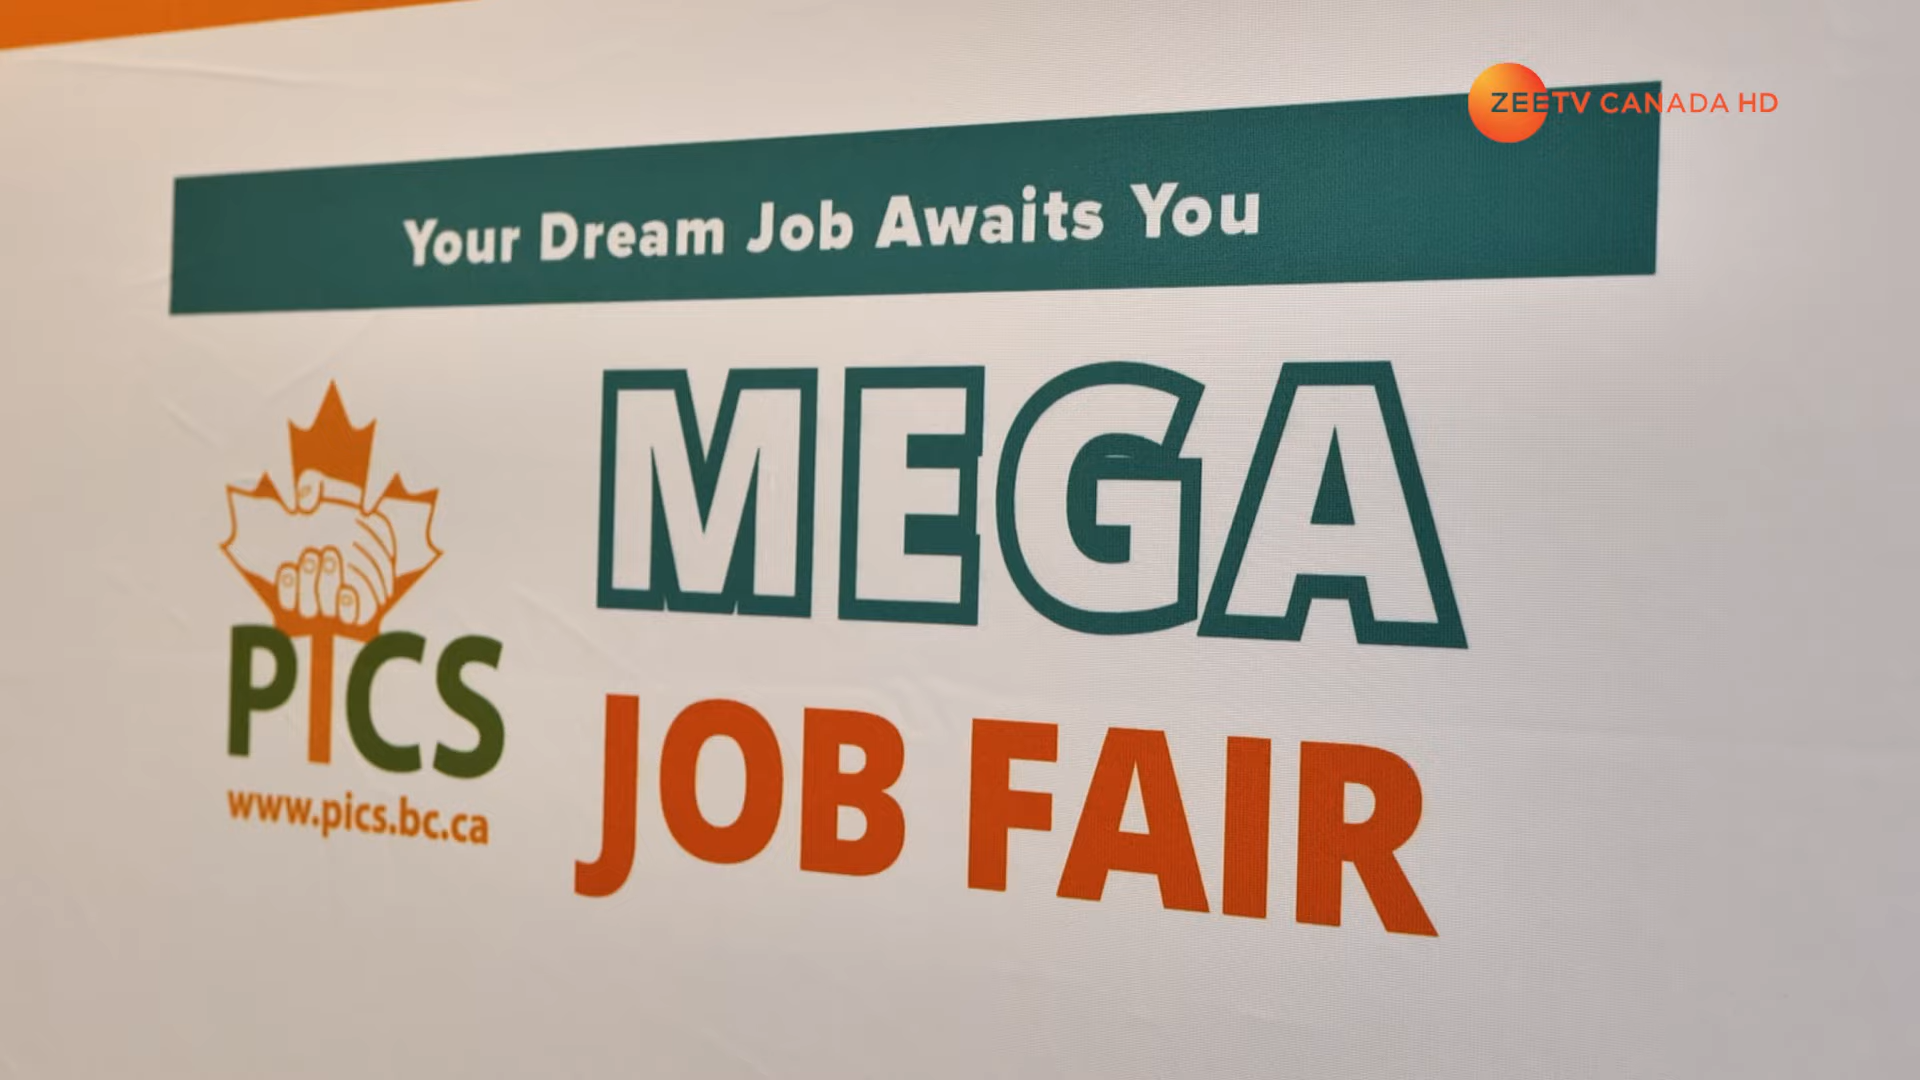 ZEETV CANADA HD
Your Dream Job Awaits You
MEGA
JOB FAIR
PICS
www.pics.bc.ca